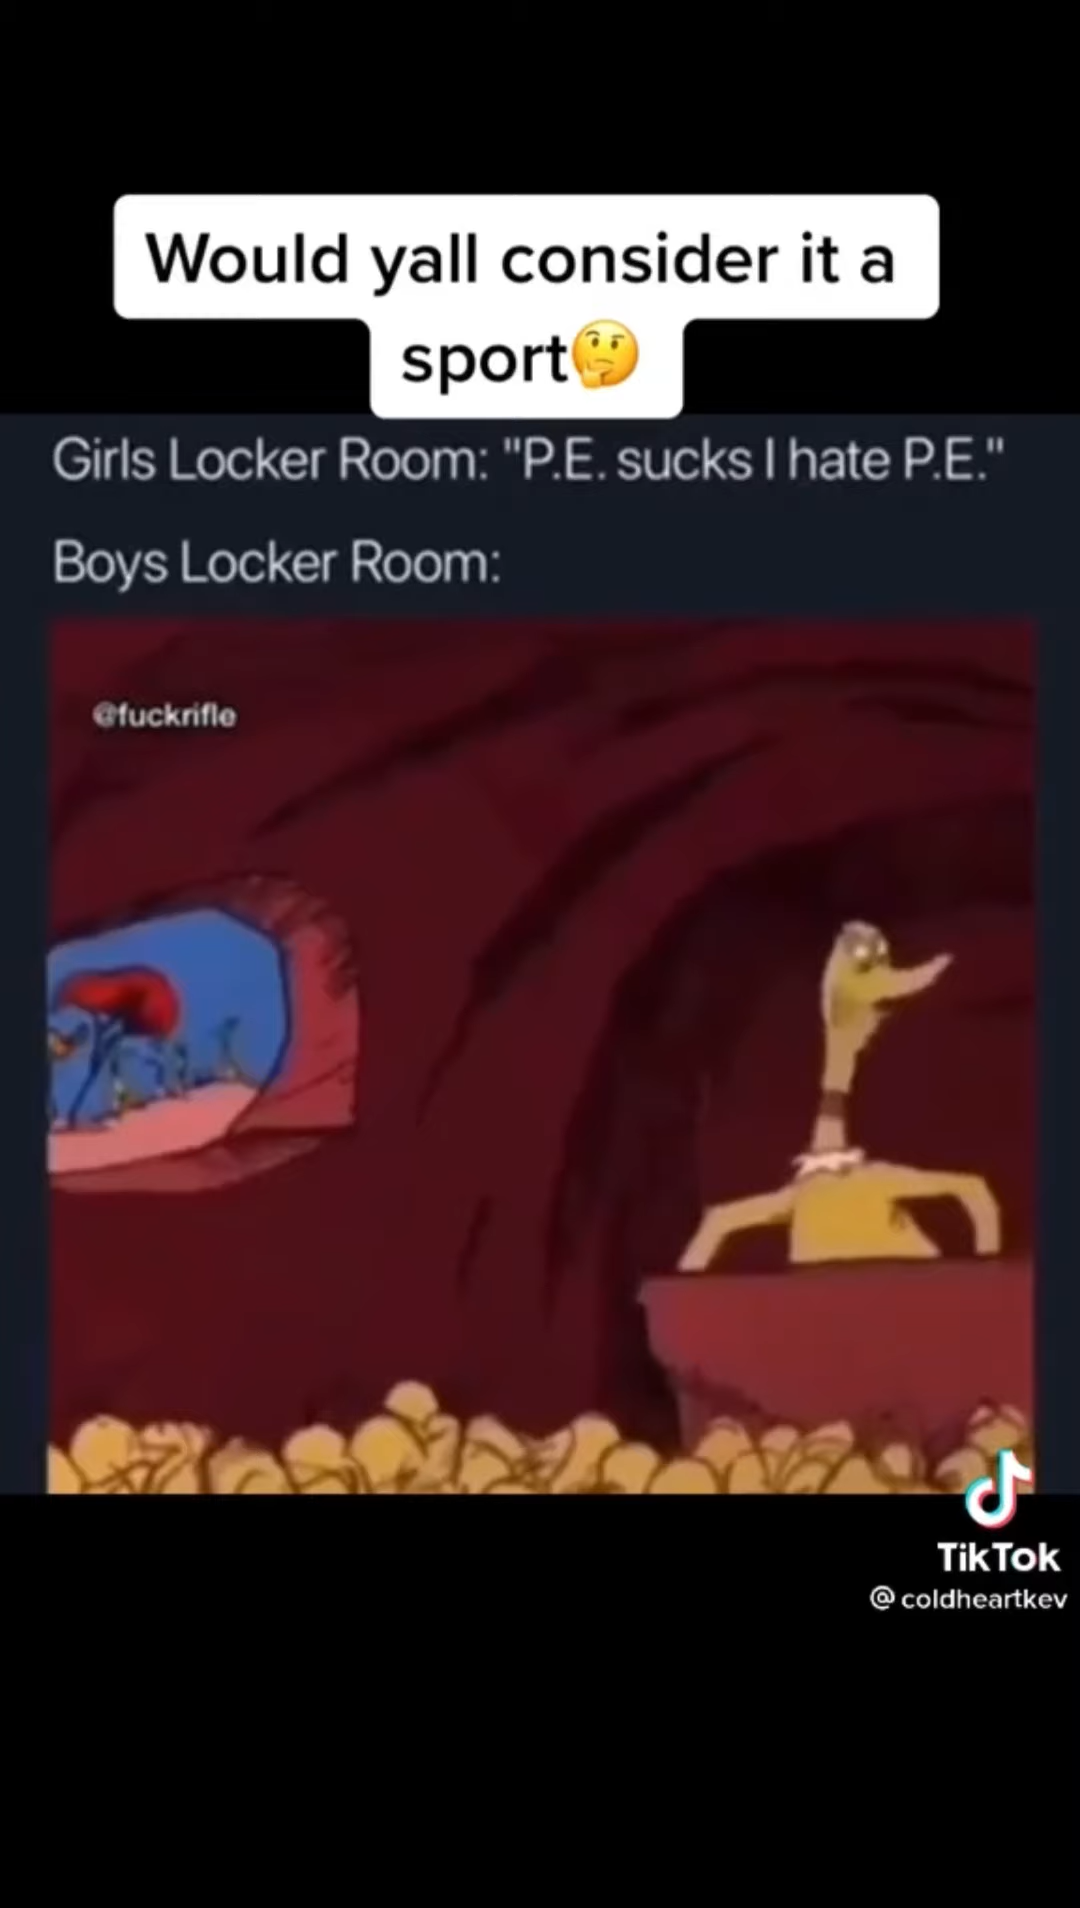 Would yall consider it a
sport🤔
Girls Locker Room: "P.E. sucks I hate P.E."
Boys Locker Room:
@fuckrifle
TikTok
@coldheartkev